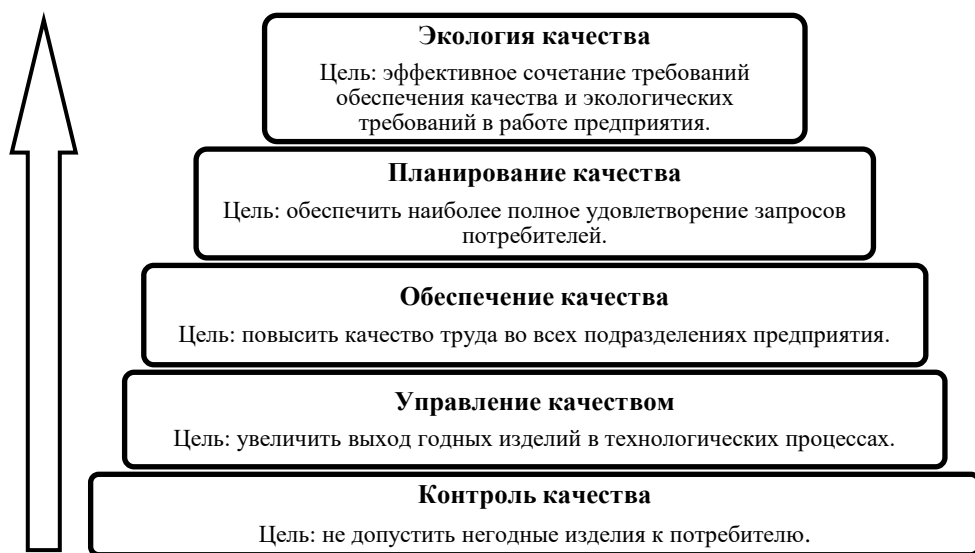 Экология качества
Цель: эффективное сочетание требований
обеспечения качества и экологических
требований в работе предприятия.
Планирование качества
Цель: обеспечить наиболее полное удовлетворение запросов
потребителей.
Обеспечение качества
Цель: повысить качество труда во всех подразделениях предприятия.
Управление качеством
Цель: увеличить выход годных изделий в технологических процессах.
Контроль качества
Цель: не допустить негодные изделия к потребителю.